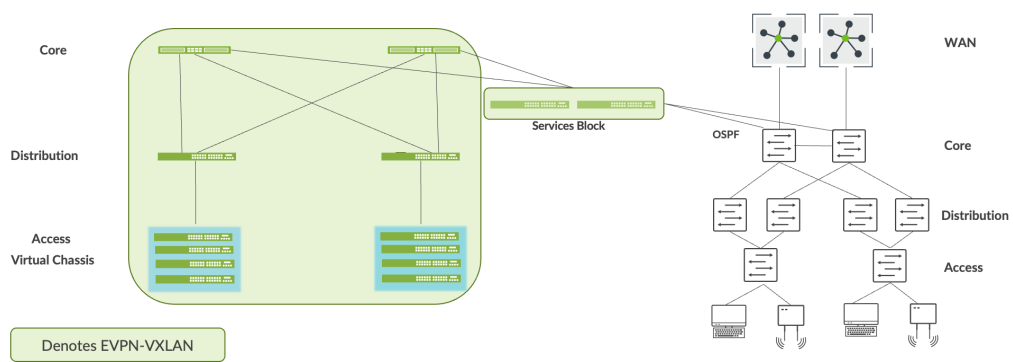 Core
WAN
Services Block
OSPF
Core
Distribution
Distribution
Access
Virtual Chassis
Access
Denotes EVPN-VXLAN